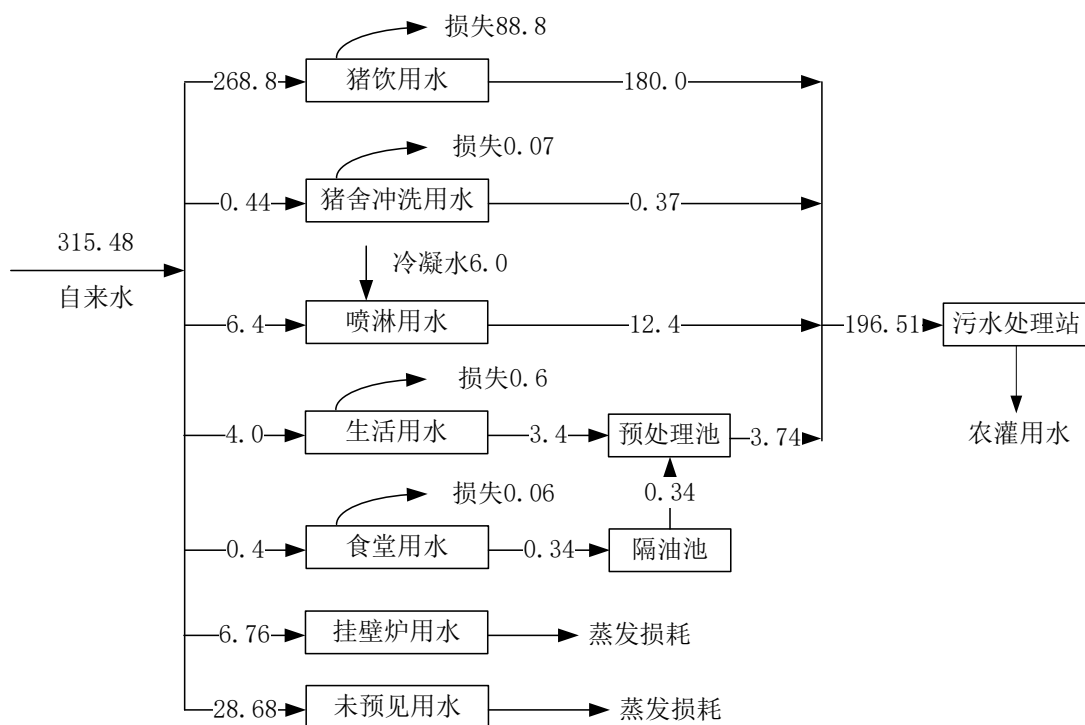 损失88.8
268.8
猪饮用水
180.0
损失0.07
0.44
猪舍冲洗用水
0.37
315.48
自来水
冷凝水6.0
6.4
喷淋用水
12.4
196.51
污水处理站
损失0.6
4.0
生活用水
3.4
预处理池
3.74
农灌用水
损失0.06
0.34
0.4
食堂用水
0.34
隔油池
6.76
挂壁炉用水
蒸发损耗
28.68
未预见用水
蒸发损耗